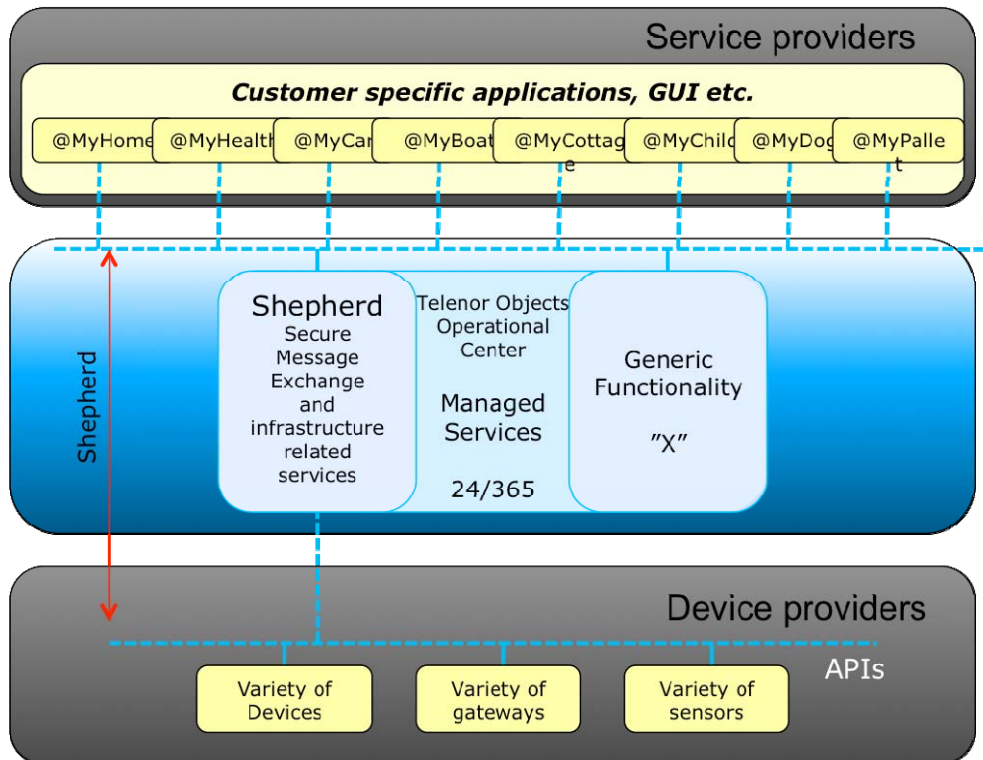 Service providers
Customer specific applications, GUI etc.
@MyHome @MyHealth @MyCar @MyBoat @MyCottag @MyChild @MyDog @MyPalle
e t
Shepherd
Shepherd
Secure
Message
Exchange
and
infrastructure
related
services
Telenor Objects
Operational
Center
Managed
Services
24/365
Generic
Functionality
"X"
Device providers
APIs
Variety of
Devices
Variety of
gateways
Variety of
sensors